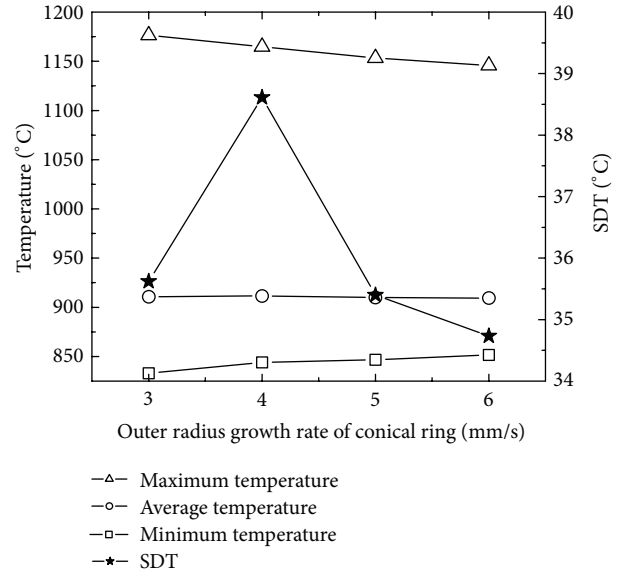 1200
1150
1100
1050
1000
950
900
850
Temperature (°C)
40
39
38
37
36
35
34
SDT (°C)
3 4 5 6
Outer radius growth rate of conical ring (mm/s)
Maximum temperature
Average temperature
Minimum temperature
SDT